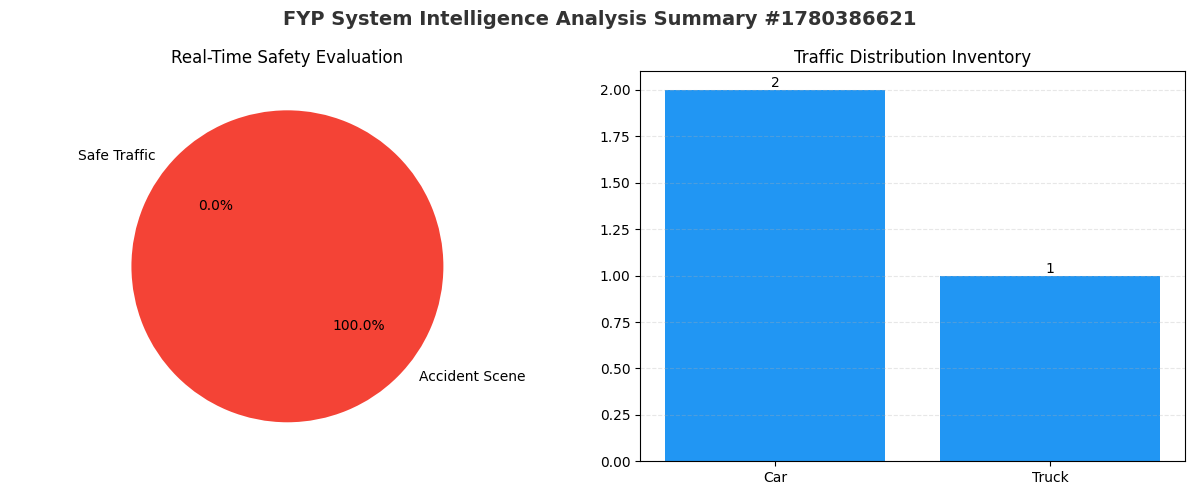 FYP System Intelligence Analysis Summary #1780386621
Real-Time Safety Evaluation
Safe Traffic
0.0%
100.0%
Accident Scene
Traffic Distribution Inventory
2.00
1.75
1.50
1.25
1.00
0.75
0.50
0.25
0.00
2
1
Car
Truck